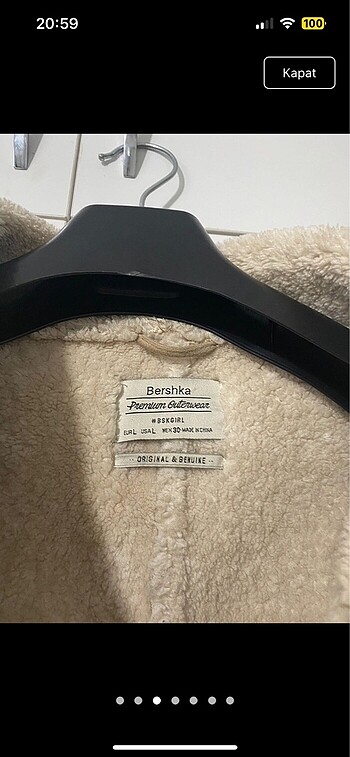 20:59
100
Kapat
Bershka
Premium Outerwear
#BSKGIRL
EUR L USA L MEX 30 MADE IN CHINA
·· ORIGINAL & GENUINE ··